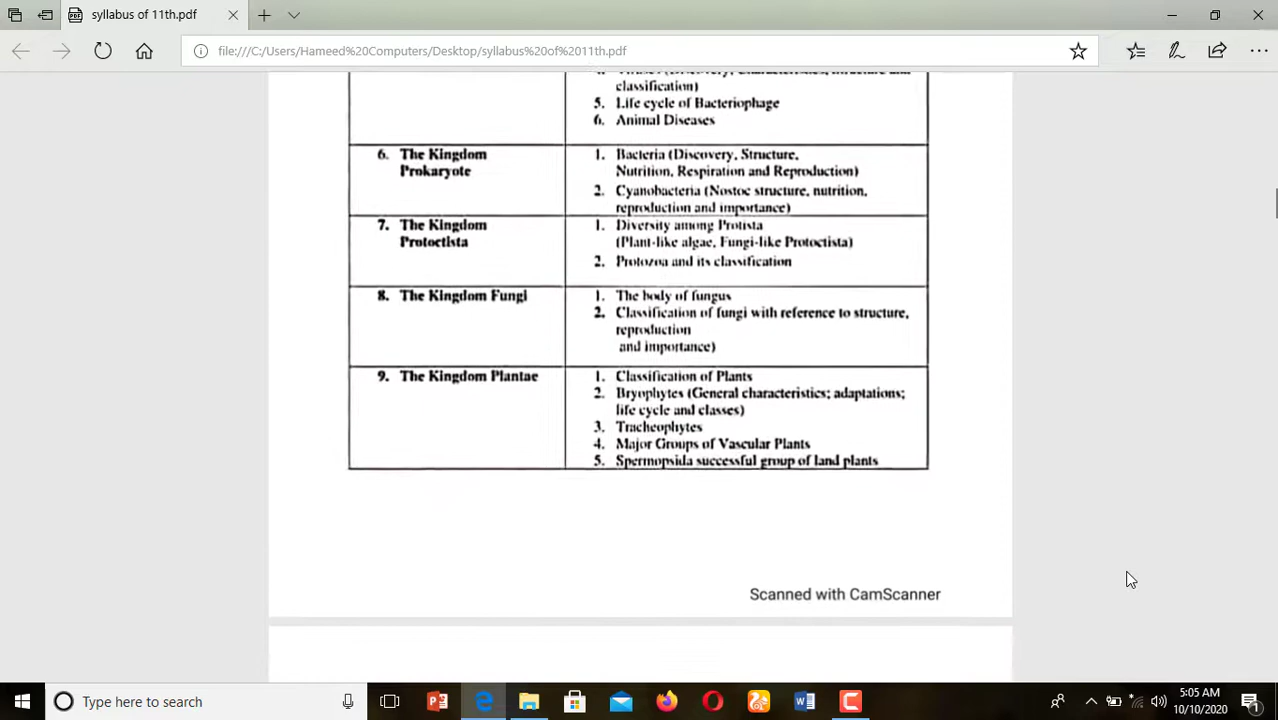 syllabus of 11th.pdf
file:///C:/Users/Hameed%20Computers/Desktop/syllabus%20of%2011th.pdf
classification)
5. Life cycle of Bacteriophage
6. Animal Diseases
6. The Kingdom
Prokaryote
1. Bacteria (Discovery, Structure,
Nutrition, Respiration and Reproduction)
2. Cyanobacteria (Nostoc structure, nutrition,
reproduction and importance)
7. The Kingdom
Protoctista
1. Diversity among Protista
(Plant-like algae, Fungi-like Protoctista)
2. Protozoa and its classification
8. The Kingdom Fungi
1. The body of fungus
2. Classification of fungi with reference to structure,
reproduction
and importance)
9. The Kingdom Plantae
1. Classification of Plants
2. Bryophytes (General characteristics; adaptations;
life cycle and classes)
3. Tracheophytes
4. Major Groups of Vascular Plants
5. Spermopsida successful group of land plants
Scanned with CamScanner
Type here to search
5:05 AM
10/10/2020